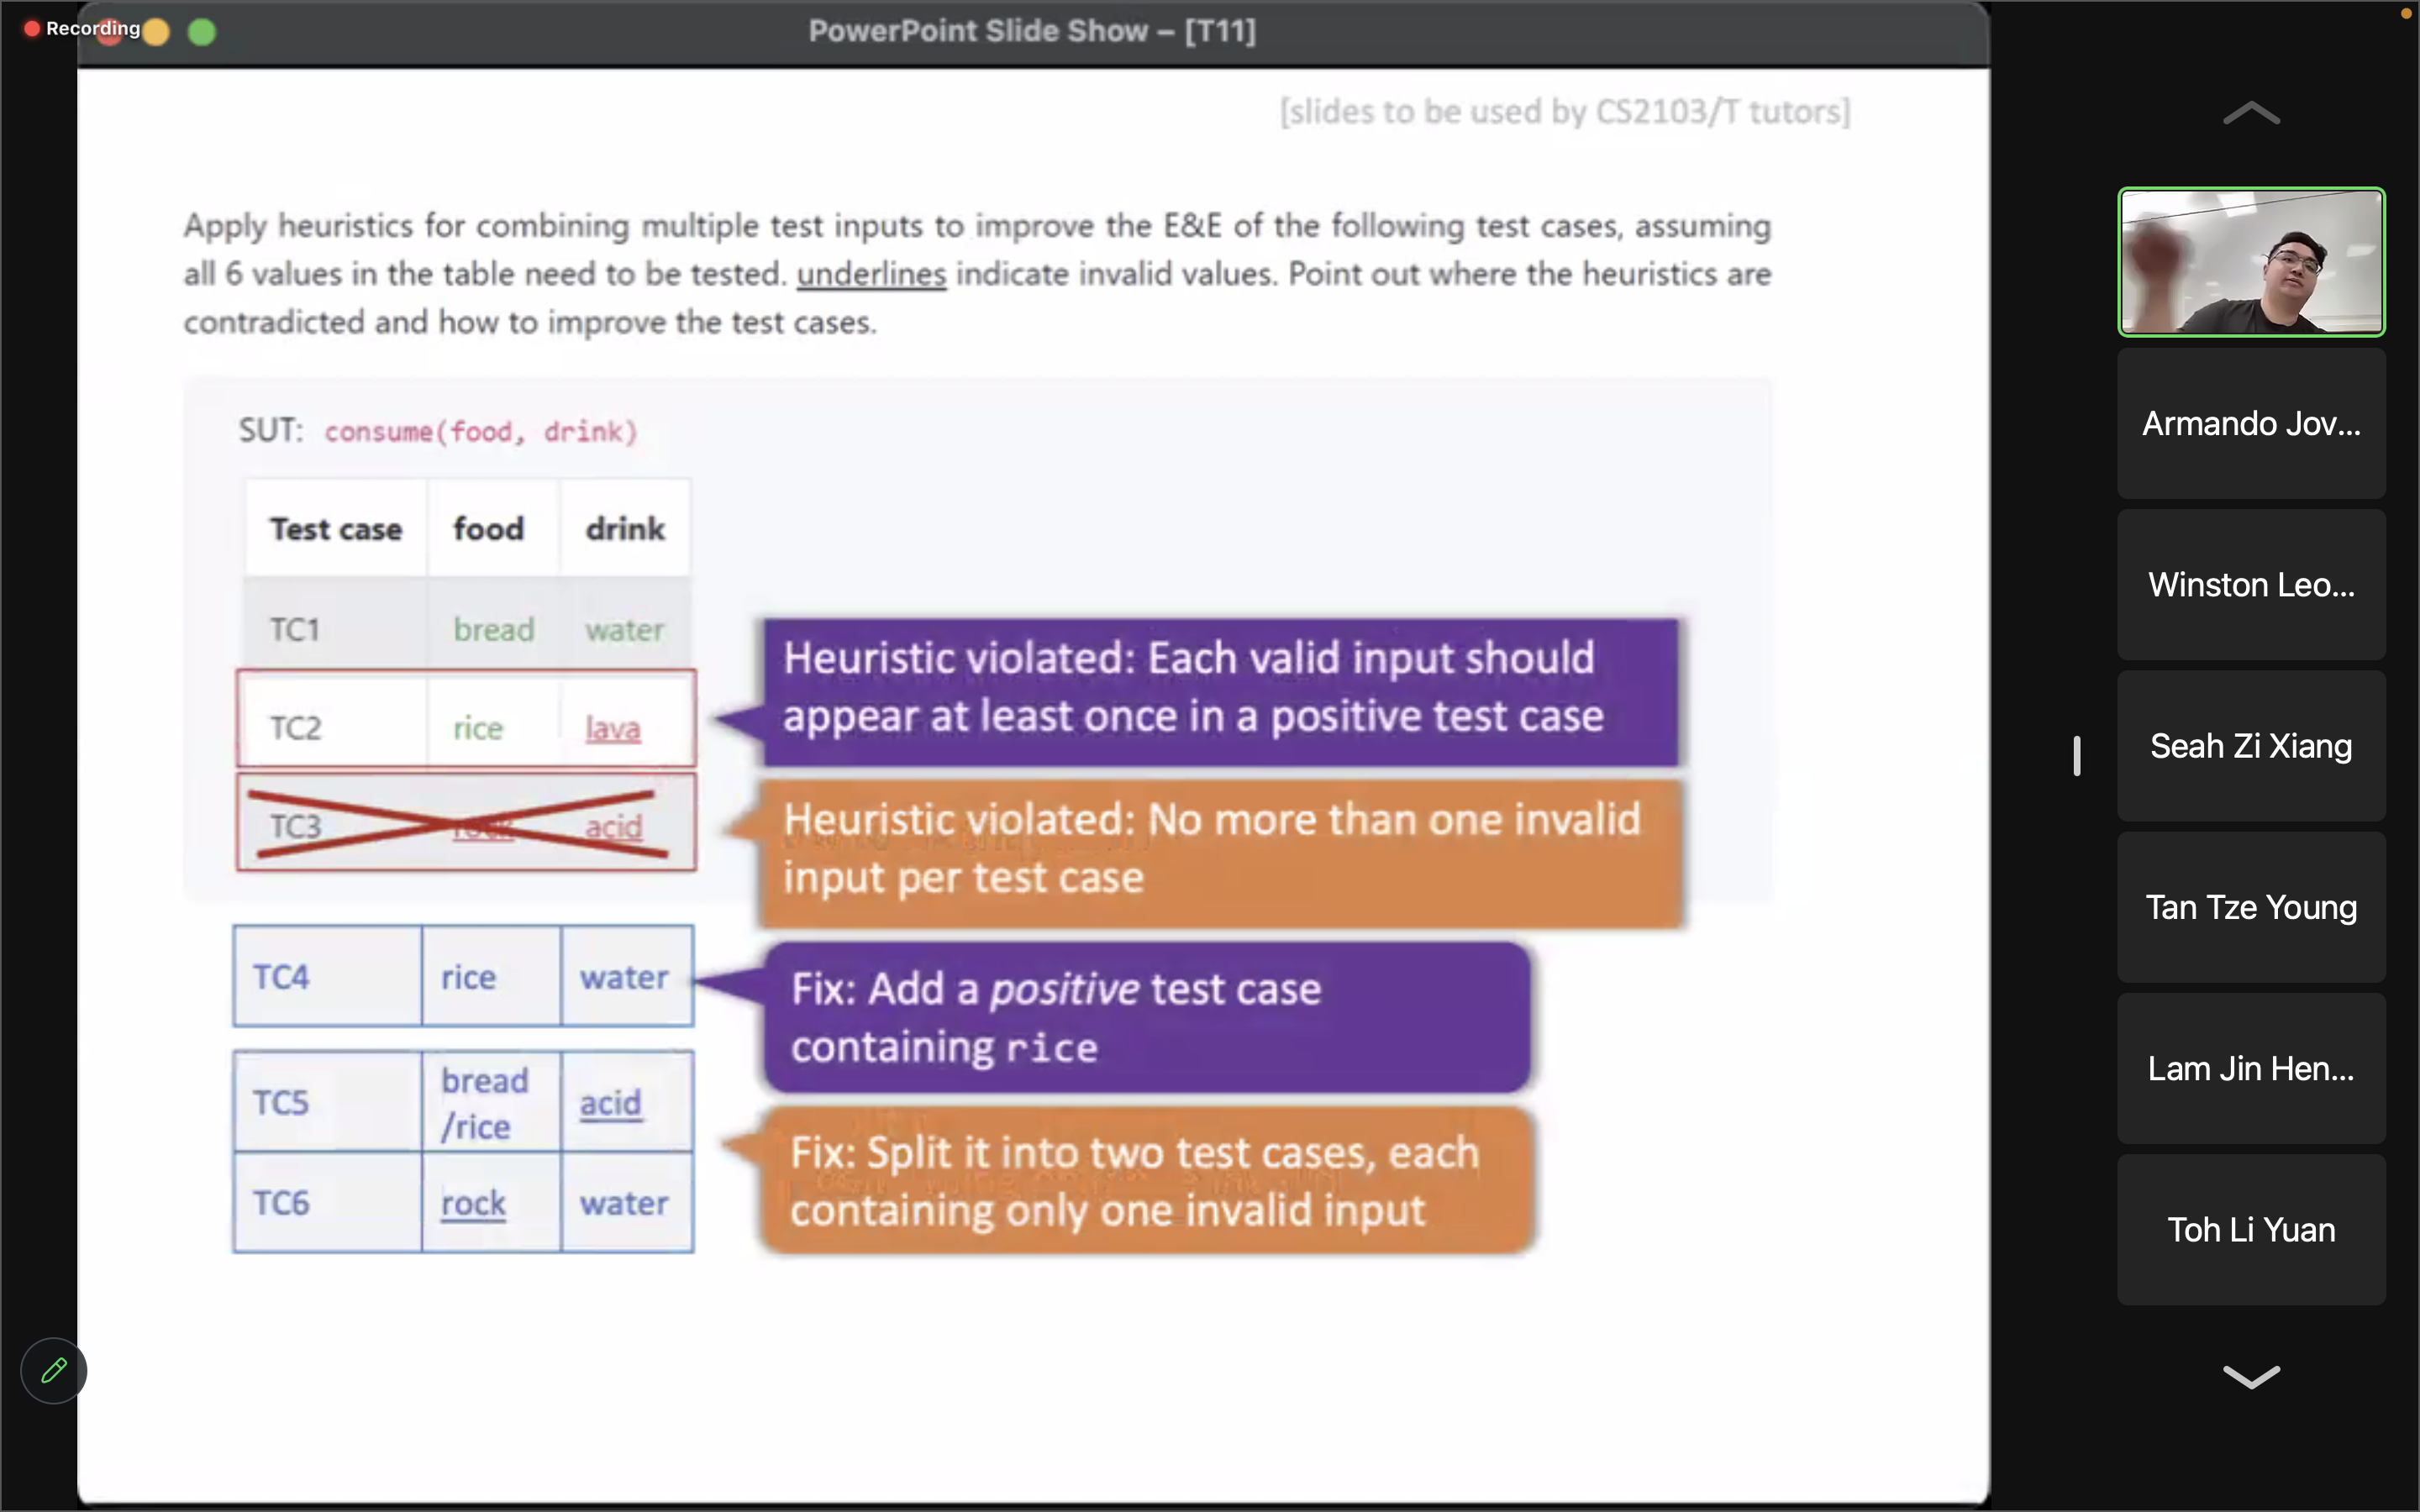 Recording
PowerPoint Slide Show – [T11]
[slides to be used by CS2103/T tutors]
Apply heuristics for combining multiple test inputs to improve the E&E of the following test cases, assuming
all 6 values in the table need to be tested. underlines indicate invalid values. Point out where the heuristics are
contradicted and how to improve the test cases.
SUT: consume(food, drink)
Test case food drink
TC1 bread water
TC2 rice lava
TC3 rock acid
Heuristic violated: Each valid input should
appear at least once in a positive test case
Heuristic violated: No more than one invalid
input per test case
TC4 rice water
Fix: Add a positive test case
containing rice
TC5 bread
/rice acid
TC6 rock water
Fix: Split it into two test cases, each
containing only one invalid input
Armando Jov...
Winston Leo...
Seah Zi Xiang
Tan Tze Young
Lam Jin Hen...
Toh Li Yuan